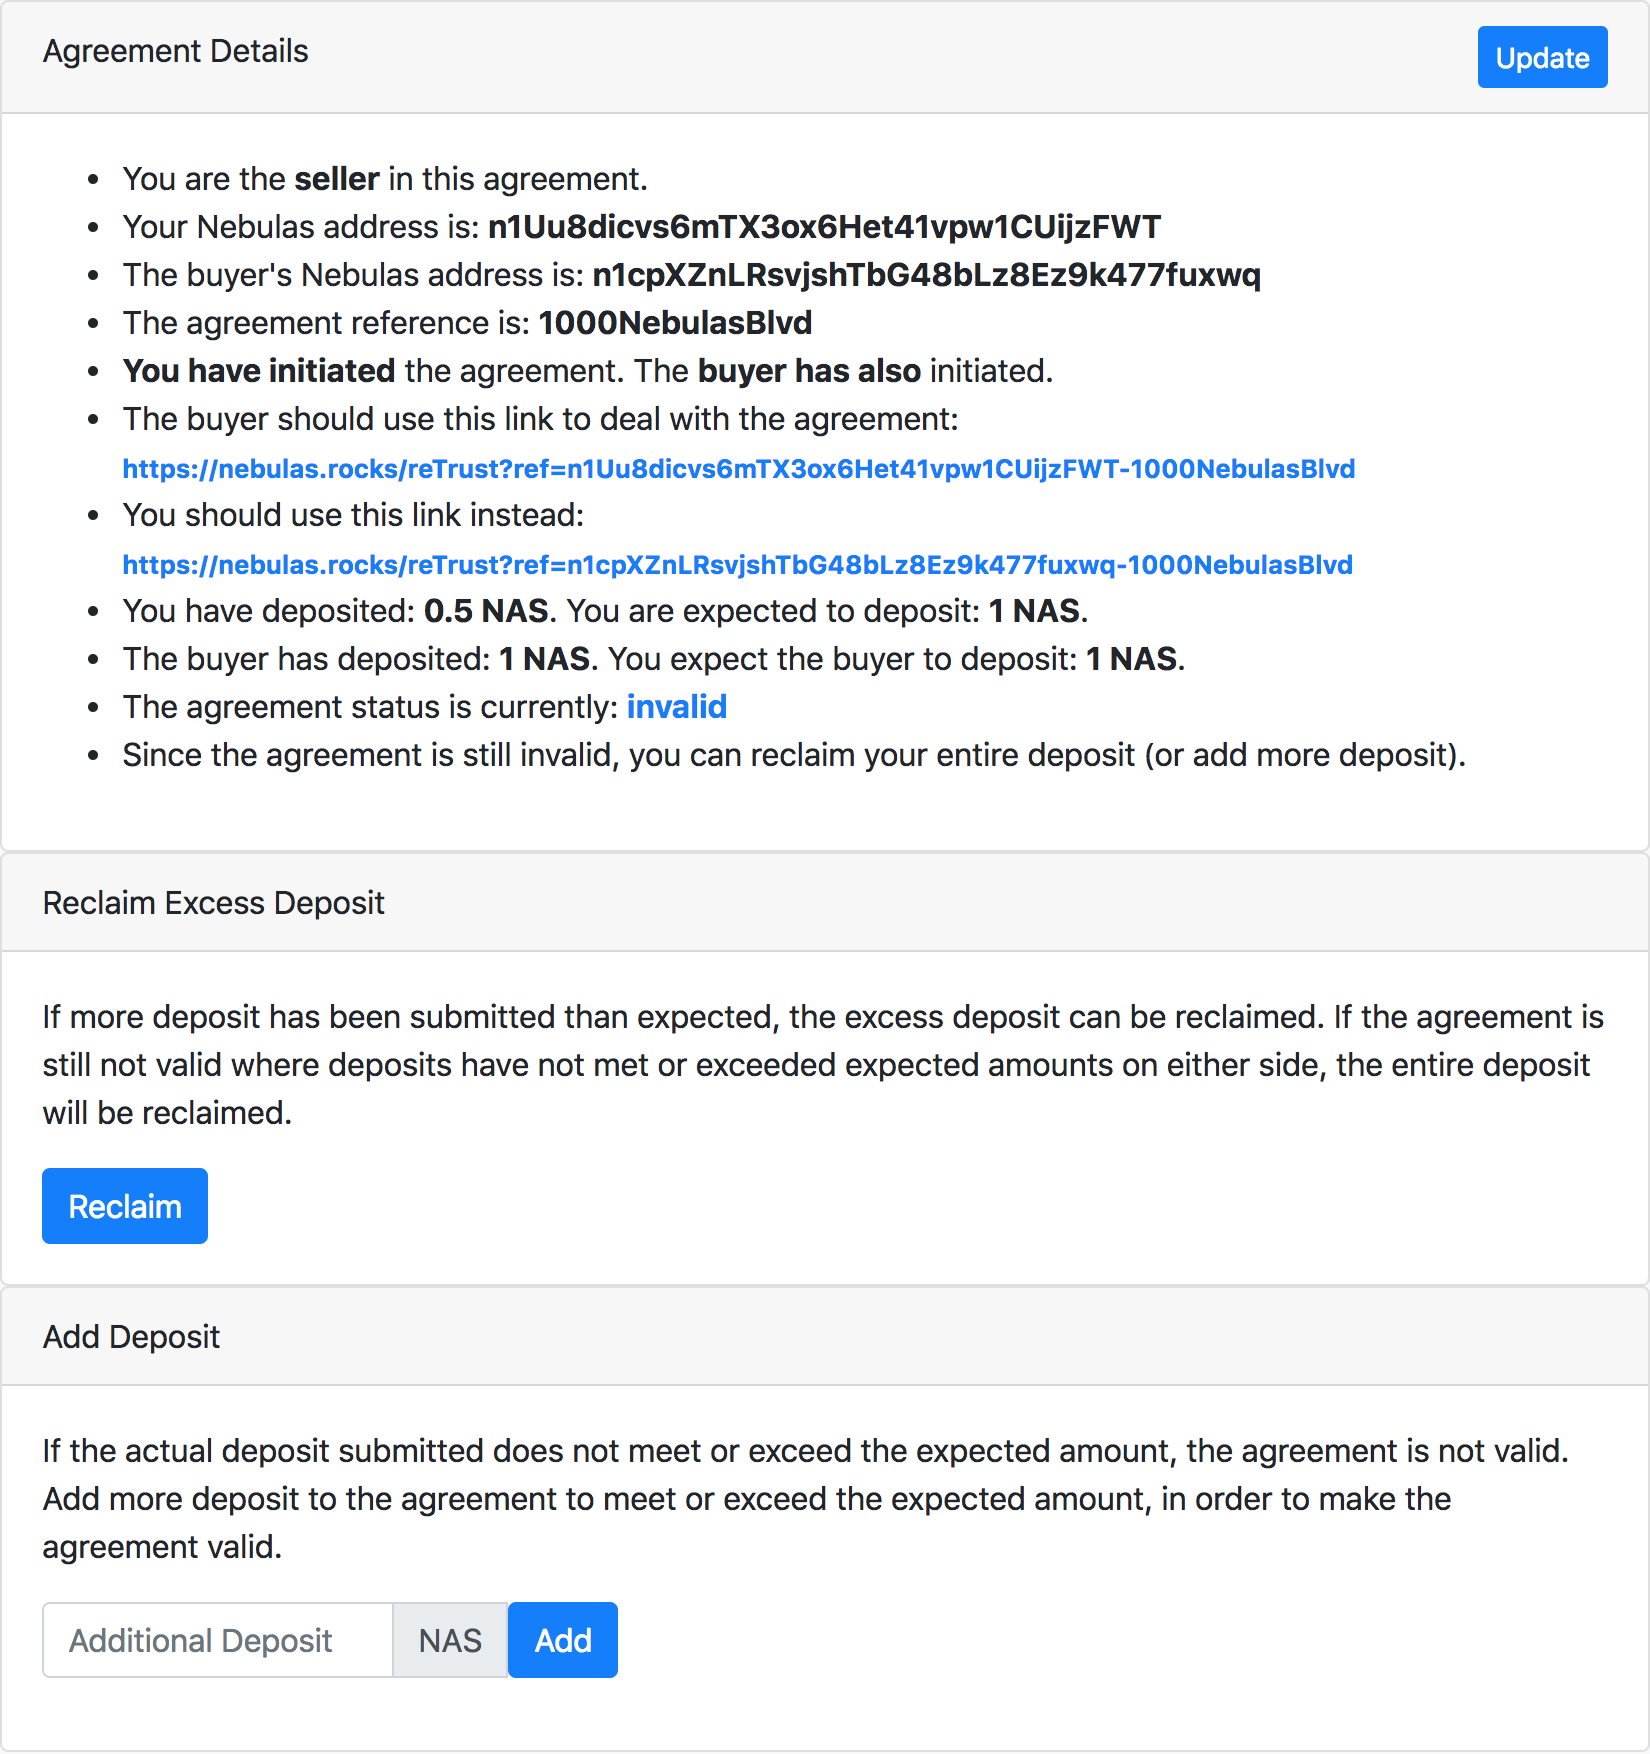 Agreement Details
Update
You are the seller in this agreement.
Your Nebulas address is: n1Uu8dicvs6mTX3ox6Het41vpw1CUijzFWT
The buyer's Nebulas address is: n1cpXZnLRsvjshTbG48bLz8Ez9k477fuxwq
The agreement reference is: 1000NebulasBlvd
You have initiated the agreement. The buyer has also initiated.
The buyer should use this link to deal with the agreement:
https://nebulas.rocks/reTrust?ref=n1Uu8dicvs6mTX3ox6Het41vpw1CUijzFWT-1000NebulasBlvd
You should use this link instead:
https://nebulas.rocks/reTrust?ref=n1cpXZnLRsvjshTbG48bLz8Ez9k477fuxwq-1000NebulasBlvd
You have deposited: 0.5 NAS. You are expected to deposit: 1 NAS.
The buyer has deposited: 1 NAS. You expect the buyer to deposit: 1 NAS.
The agreement status is currently: invalid
Since the agreement is still invalid, you can reclaim your entire deposit (or add more deposit).
Reclaim Excess Deposit
If more deposit has been submitted than expected, the excess deposit can be reclaimed. If the agreement is
still not valid where deposits have not met or exceeded expected amounts on either side, the entire deposit
will be reclaimed.
Reclaim
Add Deposit
If the actual deposit submitted does not meet or exceed the expected amount, the agreement is not valid.
Add more deposit to the agreement to meet or exceed the expected amount, in order to make the
agreement valid.
Additional Deposit NAS Add